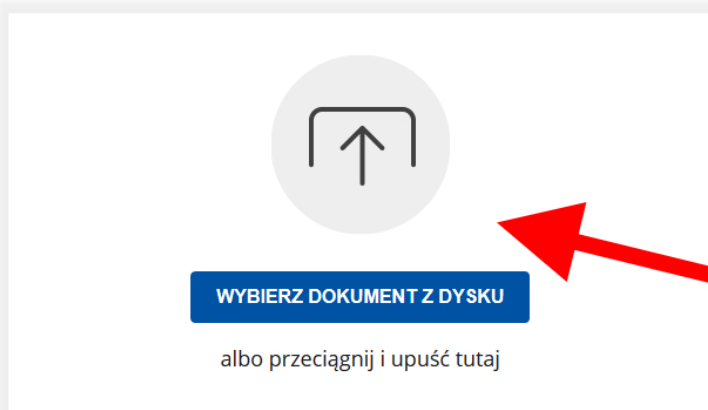 WYBIERZ DOKUMENT Z DYSKU
albo przeciągnij i upuść tutaj